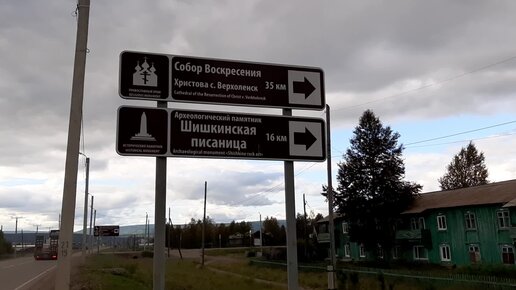 Собор Воскресения
Христова с. Верхоленск
35 км
Cathedral of the Resurrection of Christ v. Verkholensk
Археологический памятник
Шишкинская
писаница
16 км
Archaeological monument «Shishkino rock art»